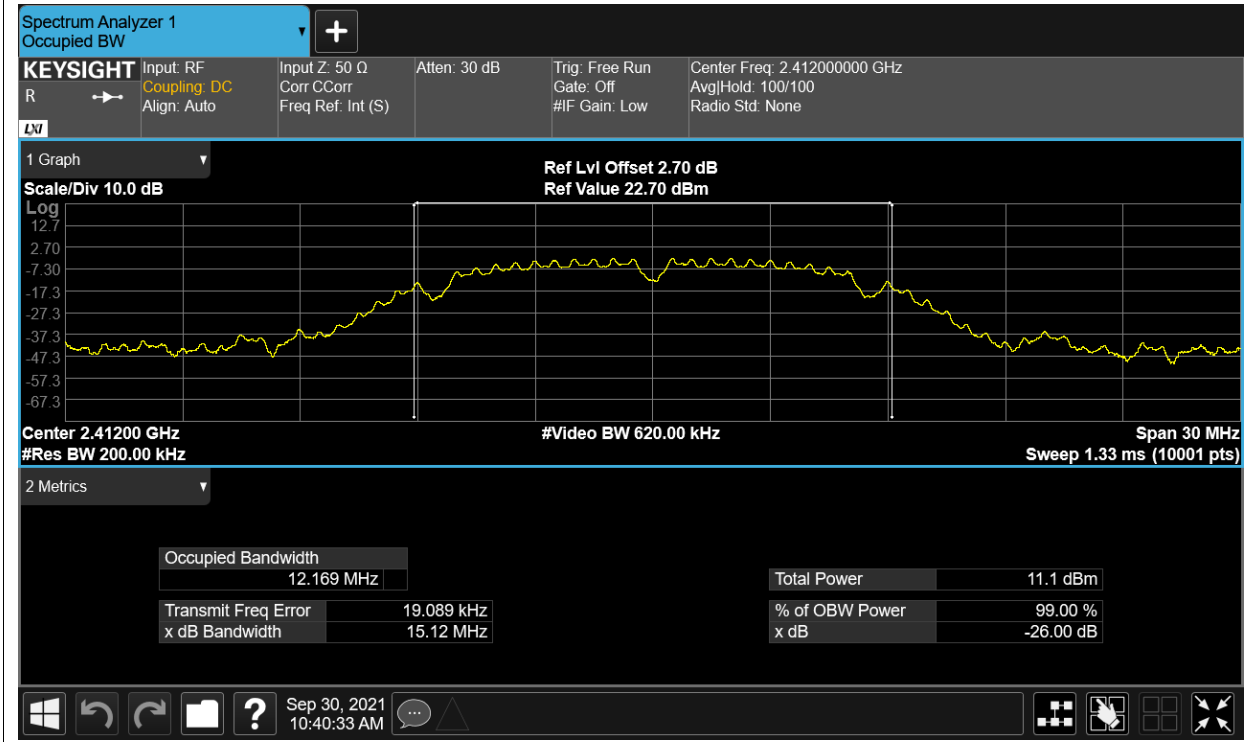 Spectrum Analyzer 1
Occupied BW
KEYSIGHT
R
LXI
Input: RF
Coupling: DC
Align: Auto
Input Z: 50 Ω
Corr CCorr
Freq Ref: Int (S)
Atten: 30 dB
Trig: Free Run
Gate: Off
#IF Gain: Low
Center Freq: 2.412000000 GHz
Avg|Hold: 100/100
Radio Std: None
1 Graph
Scale/Div 10.0 dB
Ref Lvl Offset 2.70 dB
Ref Value 22.70 dBm
Log
12.7
2.70
-7.30
-17.3
-27.3
-37.3
-47.3
-57.3
-67.3
Center 2.41200 GHz
#Video BW 620.00 kHz
Span 30 MHz
#Res BW 200.00 kHz
Sweep 1.33 ms (10001 pts)
2 Metrics
Occupied Bandwidth
12.169 MHz
Total Power 11.1 dBm
Transmit Freq Error 19.089 kHz
% of OBW Power 99.00 %
x dB Bandwidth 15.12 MHz
x dB -26.00 dB
?
Sep 30, 2021
10:40:33 AM